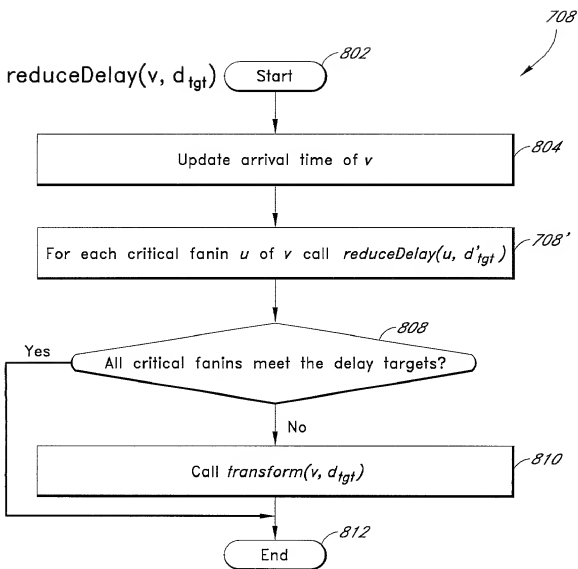 708
802
reduceDelay(v, dtgt)
Start
804
Update arrival time of v
708'
For each critical fanin u of v call reduceDelay(u, d'tgt)
808
Yes
All critical fanins meet the delay targets?
No
810
Call transform(v, dtgt)
812
End